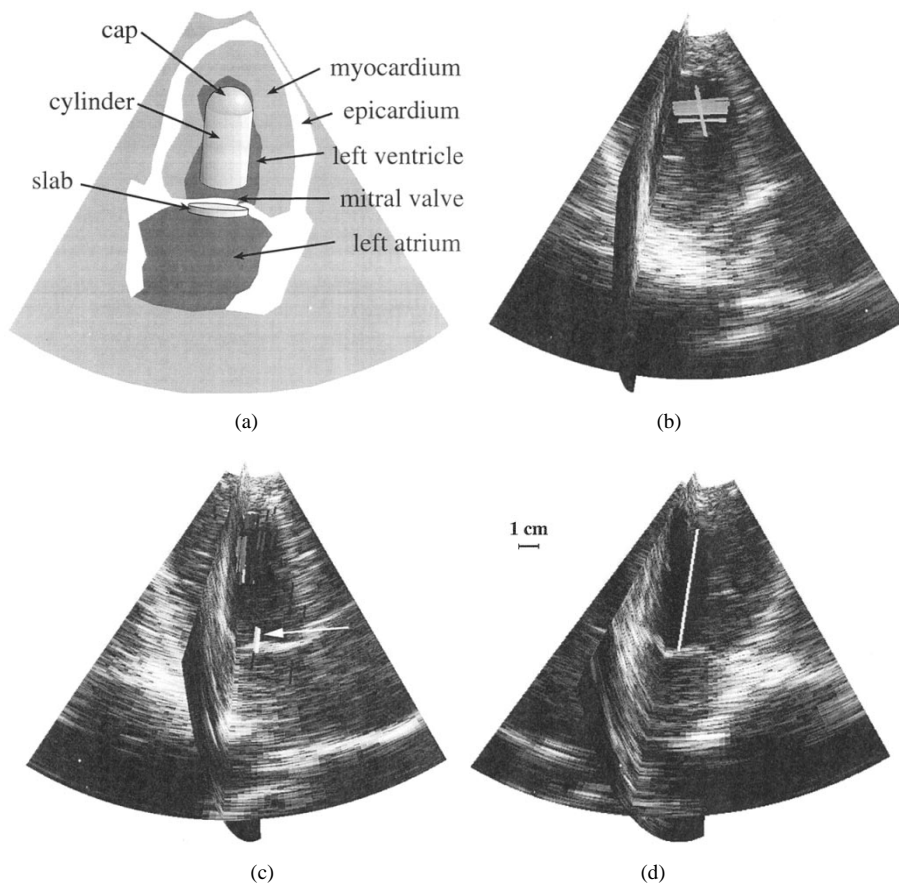 cap
cylinder
slab
myocardium
epicardium
left ventricle
mitral valve
left atrium
(a)
(b)
1 cm
(c)
(d)